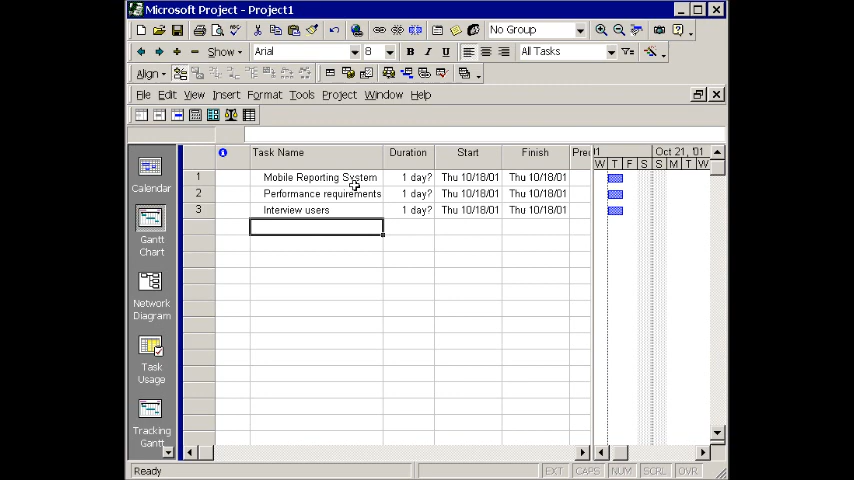 Microsoft Project - Project1
No Group
Show
Arial
8
B I U
All Tasks
Align
File Edit View Insert Format Tools Project Window Help
Task Name Duration Start Finish Pred
'01 Oct 21, '01
W T F S S M T W T
1 Mobile Reporting System 1 day? Thu 10/18/01 Thu 10/18/01
2 Performance requirements 1 day? Thu 10/18/01 Thu 10/18/01
3 Interview users 1 day? Thu 10/18/01 Thu 10/18/01
Calendar
Gantt
Chart
Network
Diagram
Task
Usage
Tracking
Gantt
Ready
EXT CAPS NUM SCRL OVR